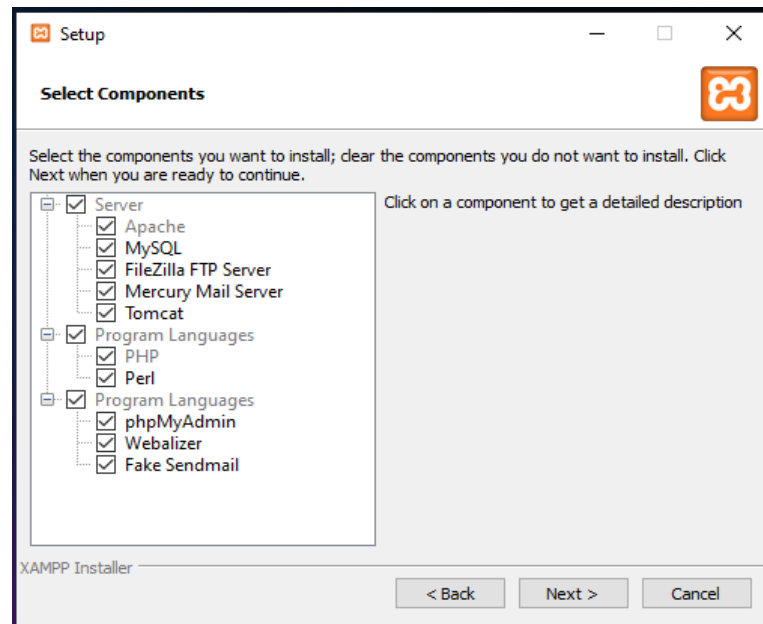 Setup
Select Components
Select the components you want to install; clear the components you do not want to install. Click
Next when you are ready to continue.
Click on a component to get a detailed description
Server
Apache
MySQL
FileZilla FTP Server
Mercury Mail Server
Tomcat
Program Languages
PHP
Perl
Program Languages
phpMyAdmin
Webalizer
Fake Sendmail
XAMPP Installer
< Back
Next >
Cancel